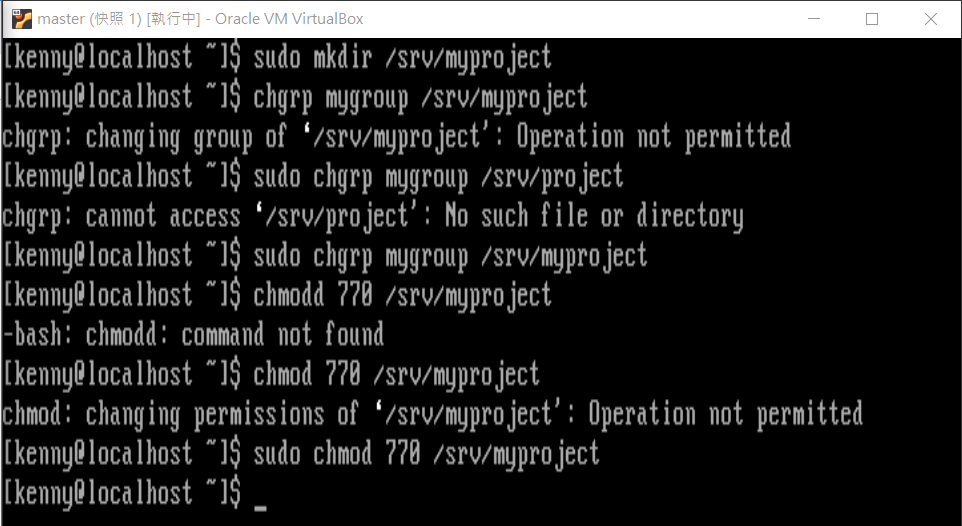 master (快照 1) [執行中] - Oracle VM VirtualBox
[kenny@localhost ~]$ sudo mkdir /srv/myproject
[kenny@localhost ~]$ chgrp mygroup /srv/myproject
chgrp: changing group of ‘/srv/myproject’: Operation not permitted
[kenny@localhost ~]$ sudo chgrp mygroup /srv/project
chgrp: cannot access ‘/srv/project’: No such file or directory
[kenny@localhost ~]$ sudo chgrp mygroup /srv/myproject
[kenny@localhost ~]$ chmodd 770 /srv/myproject
-bash: chmodd: command not found
[kenny@localhost ~]$ chmod 770 /srv/myproject
chmod: changing permissions of ‘/srv/myproject’: Operation not permitted
[kenny@localhost ~]$ sudo chmod 770 /srv/myproject
[kenny@localhost ~]$ _